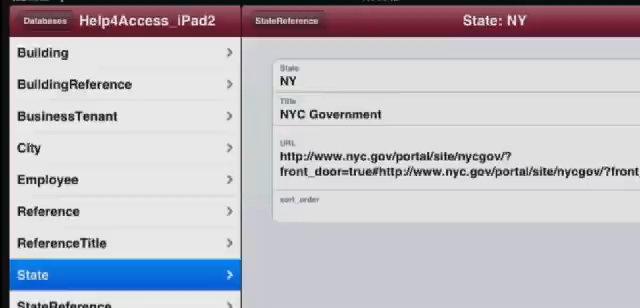 Databases
Help4Access_iPad2
StateReference
State: NY
Building
BuildingReference
BusinessTenant
City
Employee
Reference
ReferenceTitle
State
StateReference
State
NY
Title
NYC Government
URL
http://www.nyc.gov/portal/site/nycgov/?
front_door=true#http://www.nyc.gov/portal/site/nycgov/?front_
sort_order